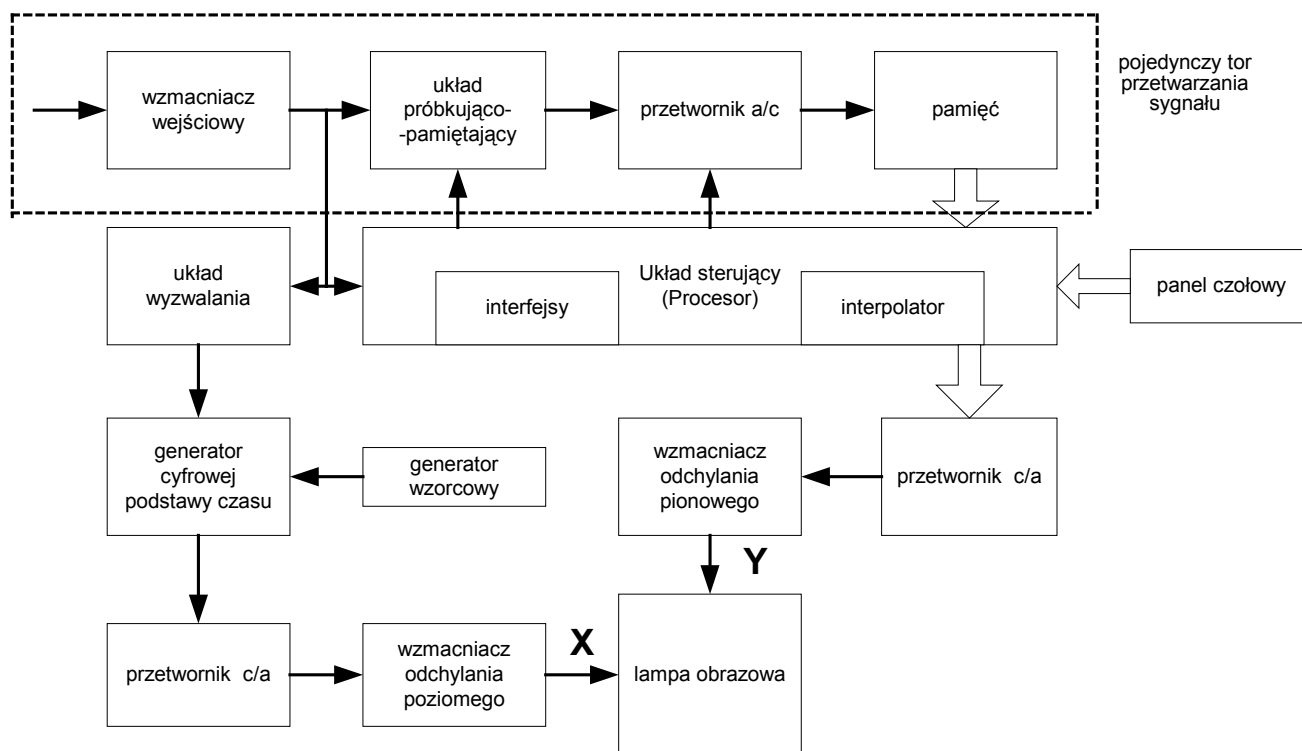 wzmacniacz
wejściowy
układ
próbkująco-
-pamiętający
przetwornik a/c
pamięć
pojedynczy tor
przetwarzania
sygnału
układ
wyzwalania
Układ sterujący
(Procesor)
interfejsy
interpolator
panel czołowy
generator
cyfrowej
podstawy czasu
generator
wzorcowy
wzmacniacz
odchylania
pionowego
przetwornik c/a
Y
przetwornik c/a
wzmacniacz
odchylania
poziomego
X
lampa obrazowa